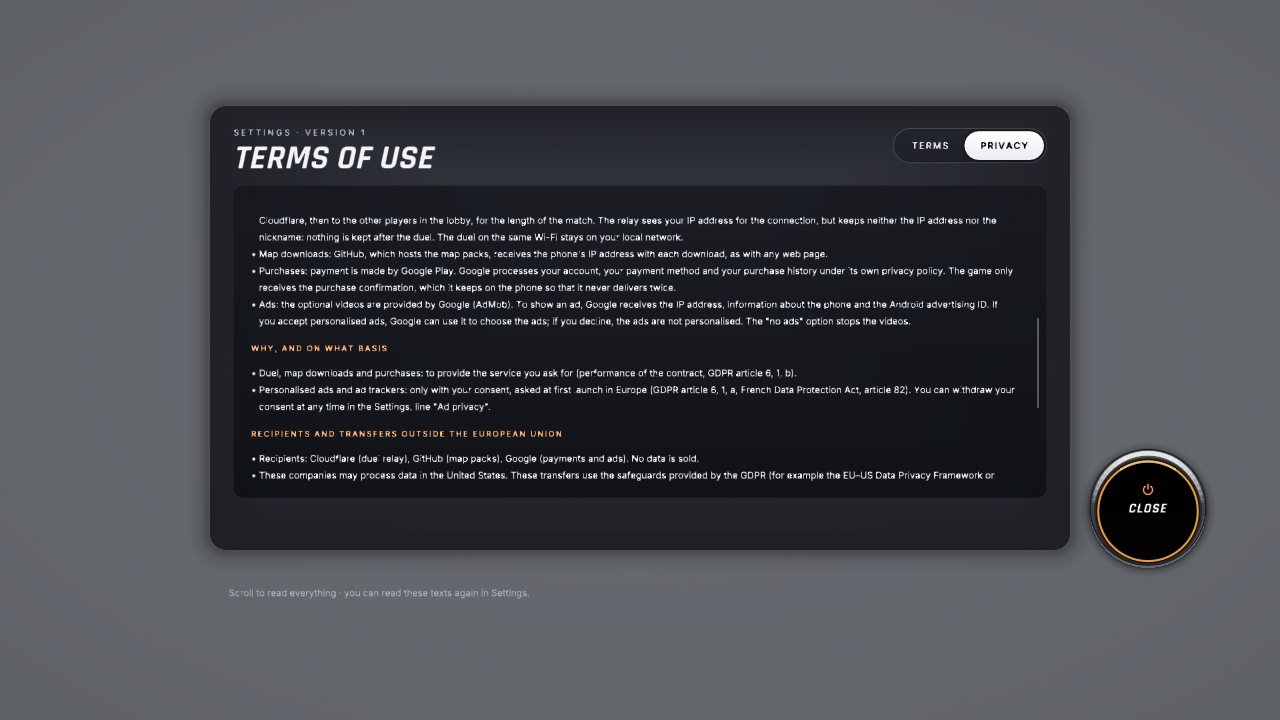 SETTINGS · VERSION 1
TERMS OF USE
TERMS
PRIVACY
Cloudflare, then to the other players in the lobby, for the length of the match. The relay sees your IP address for the connection, but keeps neither the IP address nor the
nickname: nothing is kept after the duel. The duel on the same Wi-Fi stays on your local network.
• Map downloads: GitHub, which hosts the map packs, receives the phone's IP address with each download, as with any web page.
• Purchases: payment is made by Google Play. Google processes your account, your payment method and your purchase history under its own privacy policy. The game only
receives the purchase confirmation, which it keeps on the phone so that it never delivers twice.
• Ads: the optional videos are provided by Google (AdMob). To show an ad, Google receives the IP address, information about the phone and the Android advertising ID. If
you accept personalised ads, Google can use it to choose the ads; if you decline, the ads are not personalised. The "no ads" option stops the videos.
WHY, AND ON WHAT BASIS
• Duel, map downloads and purchases: to provide the service you ask for (performance of the contract, GDPR article 6, 1, b).
• Personalised ads and ad trackers: only with your consent, asked at first launch in Europe (GDPR article 6, 1, a, French Data Protection Act, article 82). You can withdraw your
consent at any time in the Settings, line "Ad privacy".
RECIPIENTS AND TRANSFERS OUTSIDE THE EUROPEAN UNION
• Recipients: Cloudflare (duel relay), GitHub (map packs), Google (payments and ads). No data is sold.
• These companies may process data in the United States. These transfers use the safeguards provided by the GDPR (for example the EU–US Data Privacy Framework or
CLOSE
Scroll to read everything · you can read these texts again in Settings.